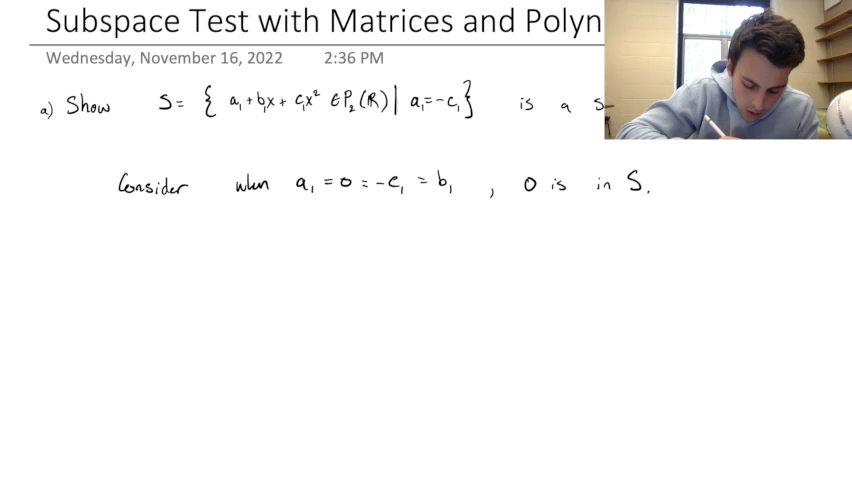 Subspace Test with Matrices and Polyn
Wednesday, November 16, 2022 2:36 PM
a) Show S = { a₁ + b₁x + c₁x² ∈ P₂(ℝ) | a₁ = -c₁ } is a s
Consider when a₁ = 0 = -c₁ = b₁ , 0 is in S.